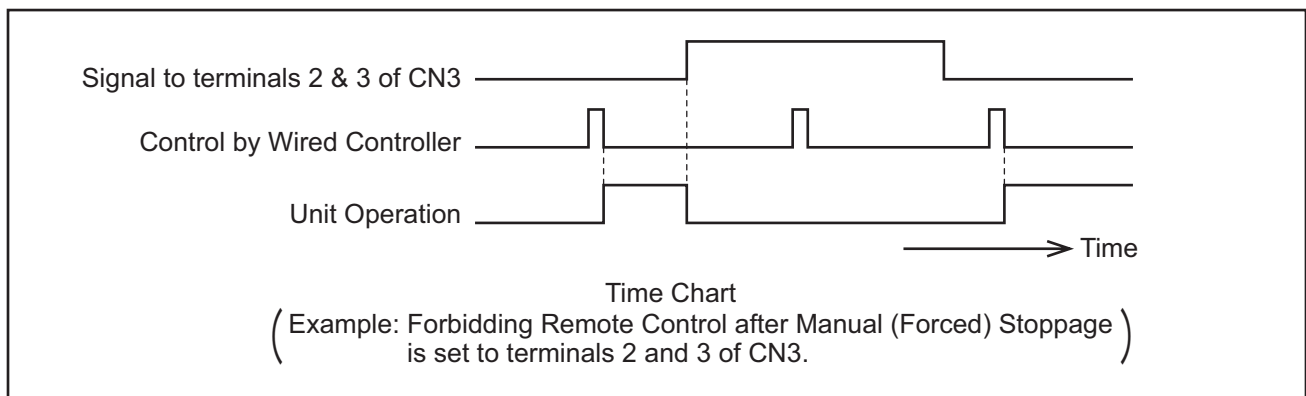 Signal to terminals 2 & 3 of CN3
Control by Wired Controller
Unit Operation
Time
Time Chart
(Example: Forbidding Remote Control after Manual (Forced) Stoppage
is set to terminals 2 and 3 of CN3.)